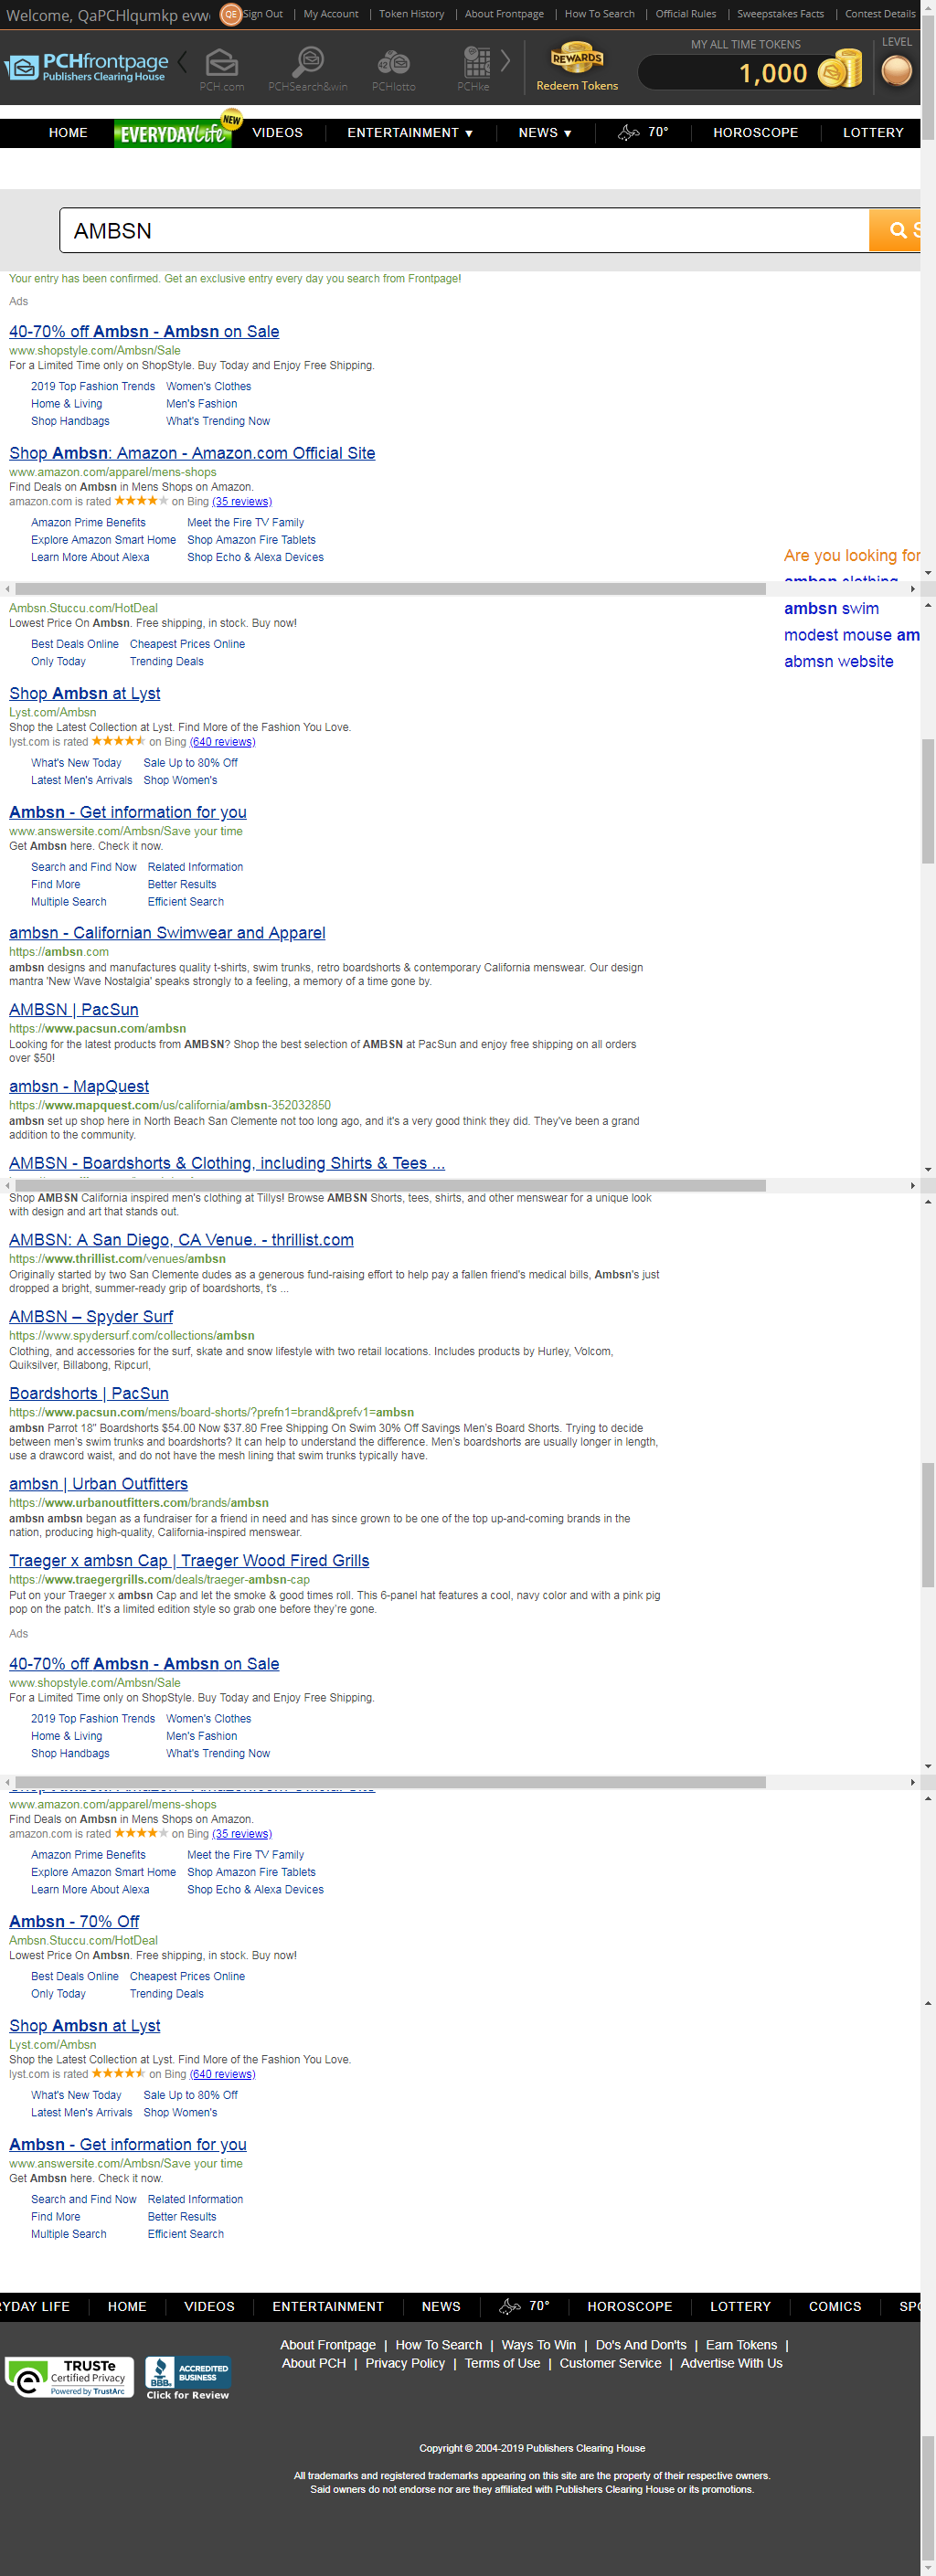 Welcome, QaPCHlqumkp evw
QE
Sign Out | My Account | Token History | About Frontpage | How To Search | Official Rules | Sweepstakes Facts | Contest Details
PCHfrontpage
Publishers Clearing House
PCH.com
PCHSearch&win
PCHlotto
PCHke
REWARDS
Redeem Tokens
MY ALL TIME TOKENS
1,000
LEVEL
HOME
EVERYDAY Life
NEW
VIDEOS
ENTERTAINMENT ▼
NEWS ▼
70°
HOROSCOPE
LOTTERY
AMBSN
S
Your entry has been confirmed. Get an exclusive entry every day you search from Frontpage!
Ads
40-70% off Ambsn - Ambsn on Sale
www.shopstyle.com/Ambsn/Sale
For a Limited Time only on ShopStyle. Buy Today and Enjoy Free Shipping.
2019 Top Fashion Trends Women's Clothes
Home & Living Men's Fashion
Shop Handbags What's Trending Now
Shop Ambsn: Amazon - Amazon.com Official Site
www.amazon.com/apparel/mens-shops
Find Deals on Ambsn in Mens Shops on Amazon.
amazon.com is rated ★★★★★ on Bing (35 reviews)
Amazon Prime Benefits Meet the Fire TV Family
Explore Amazon Smart Home Shop Amazon Fire Tablets
Learn More About Alexa Shop Echo & Alexa Devices
Are you looking for
ambsn clothing
ambsn swim
modest mouse am
abmsn website
Ambsn.Stuccu.com/HotDeal
Lowest Price On Ambsn. Free shipping, in stock. Buy now!
Best Deals Online Cheapest Prices Online
Only Today Trending Deals
Shop Ambsn at Lyst
Lyst.com/Ambsn
Shop the Latest Collection at Lyst. Find More of the Fashion You Love.
lyst.com is rated ★★★★★ on Bing (640 reviews)
What's New Today Sale Up to 80% Off
Latest Men's Arrivals Shop Women's
Ambsn - Get information for you
www.answersite.com/Ambsn/Save your time
Get Ambsn here. Check it now.
Search and Find Now Related Information
Find More Better Results
Multiple Search Efficient Search
ambsn - Californian Swimwear and Apparel
https://ambsn.com
ambsn designs and manufactures quality t-shirts, swim trunks, retro boardshorts & contemporary California menswear. Our design
mantra 'New Wave Nostalgia' speaks strongly to a feeling, a memory of a time gone by.
AMBSN | PacSun
https://www.pacsun.com/ambsn
Looking for the latest products from AMBSN? Shop the best selection of AMBSN at PacSun and enjoy free shipping on all orders
over $50!
ambsn - MapQuest
https://www.mapquest.com/us/california/ambsn-352032850
ambsn set up shop here in North Beach San Clemente not too long ago, and it's a very good think they did. They've been a grand
addition to the community.
AMBSN - Boardshorts & Clothing, including Shirts & Tees ...
Shop AMBSN California inspired men's clothing at Tillys! Browse AMBSN Shorts, tees, shirts, and other menswear for a unique look
with design and art that stands out.
AMBSN: A San Diego, CA Venue. - thrillist.com
https://www.thrillist.com/venues/ambsn
Originally started by two San Clemente dudes as a generous fund-raising effort to help pay a fallen friend's medical bills, Ambsn's just
dropped a bright, summer-ready grip of boardshorts, t's ...
AMBSN – Spyder Surf
https://www.spydersurf.com/collections/ambsn
Clothing, and accessories for the surf, skate and snow lifestyle with two retail locations. Includes products by Hurley, Volcom,
Quiksilver, Billabong, Ripcurl,
Boardshorts | PacSun
https://www.pacsun.com/mens/board-shorts/?prefn1=brand&prefv1=ambsn
ambsn Parrot 18" Boardshorts $54.00 Now $37.80 Free Shipping On Swim 30% Off Savings Men's Board Shorts. Trying to decide
between men's swim trunks and boardshorts? It can help to understand the difference. Men's boardshorts are usually longer in length,
use a drawcord waist, and do not have the mesh lining that swim trunks typically have.
ambsn | Urban Outfitters
https://www.urbanoutfitters.com/brands/ambsn
ambsn ambsn began as a fundraiser for a friend in need and has since grown to be one of the top up-and-coming brands in the
nation, producing high-quality, California-inspired menswear.
Traeger x ambsn Cap | Traeger Wood Fired Grills
https://www.traegergrills.com/deals/traeger-ambsn-cap
Put on your Traeger x ambsn Cap and let the smoke & good times roll. This 6-panel hat features a cool, navy color and with a pink pig
pop on the patch. It's a limited edition style so grab one before they're gone.
Ads
40-70% off Ambsn - Ambsn on Sale
www.shopstyle.com/Ambsn/Sale
For a Limited Time only on ShopStyle. Buy Today and Enjoy Free Shipping.
2019 Top Fashion Trends Women's Clothes
Home & Living Men's Fashion
Shop Handbags What's Trending Now
www.amazon.com/apparel/mens-shops
Find Deals on Ambsn in Mens Shops on Amazon.
amazon.com is rated ★★★★★ on Bing (35 reviews)
Amazon Prime Benefits Meet the Fire TV Family
Explore Amazon Smart Home Shop Amazon Fire Tablets
Learn More About Alexa Shop Echo & Alexa Devices
Ambsn - 70% Off
Ambsn.Stuccu.com/HotDeal
Lowest Price On Ambsn. Free shipping, in stock. Buy now!
Best Deals Online Cheapest Prices Online
Only Today Trending Deals
Shop Ambsn at Lyst
Lyst.com/Ambsn
Shop the Latest Collection at Lyst. Find More of the Fashion You Love.
lyst.com is rated ★★★★★ on Bing (640 reviews)
What's New Today Sale Up to 80% Off
Latest Men's Arrivals Shop Women's
Ambsn - Get information for you
www.answersite.com/Ambsn/Save your time
Get Ambsn here. Check it now.
Search and Find Now Related Information
Find More Better Results
Multiple Search Efficient Search
RYDAY LIFE | HOME | VIDEOS | ENTERTAINMENT | NEWS | 70° | HOROSCOPE | LOTTERY | COMICS | SPO
About Frontpage | How To Search | Ways To Win | Do's And Don'ts | Earn Tokens |
About PCH | Privacy Policy | Terms of Use | Customer Service | Advertise With Us
TRUSTe
Certified Privacy
Powered by TrustArc
BBB.
ACCREDITED
BUSINESS
Click for Review
Copyright © 2004-2019 Publishers Clearing House
All trademarks and registered trademarks appearing on this site are the property of their respective owners.
Said owners do not endorse nor are they affiliated with Publishers Clearing House or its promotions.